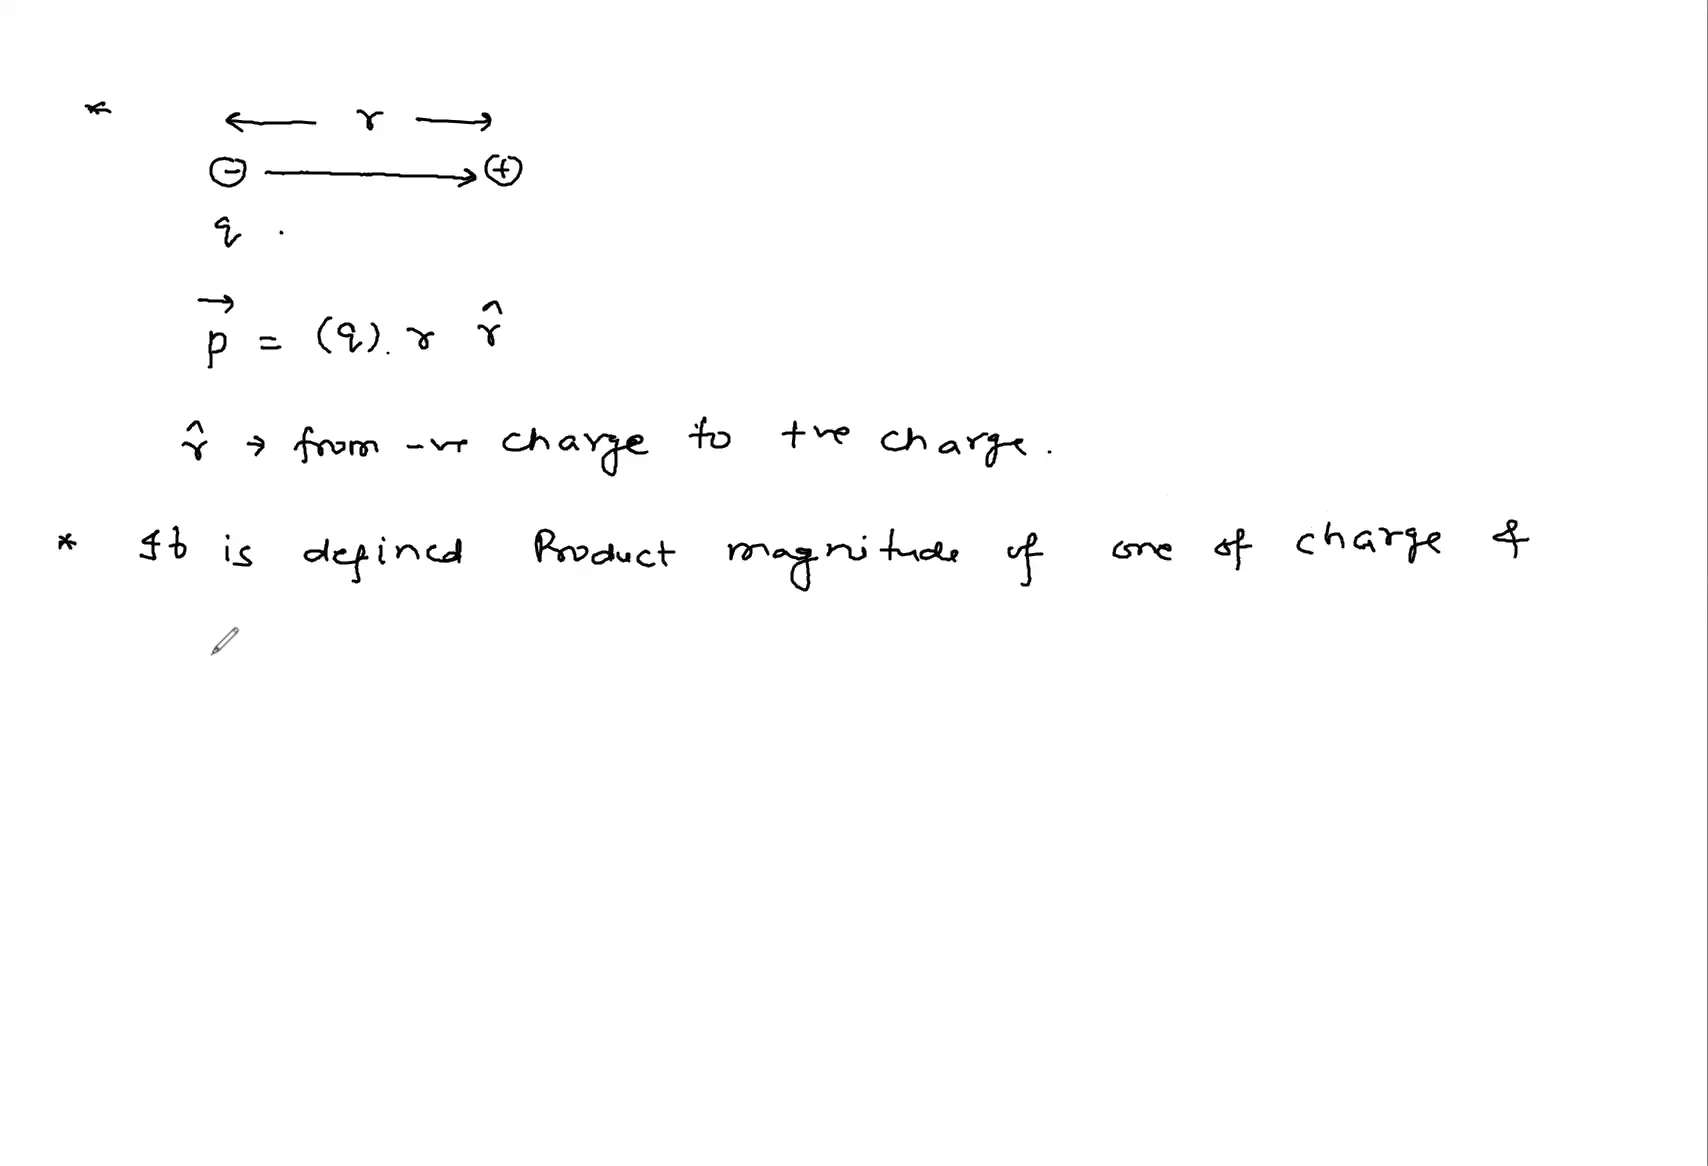 * ← r →
⊖ → ⊕
q .
p⃗ = (q). r r̂
r̂ → from -ve charge to +ve charge.
* It is defined Product magnitude of one of charge &